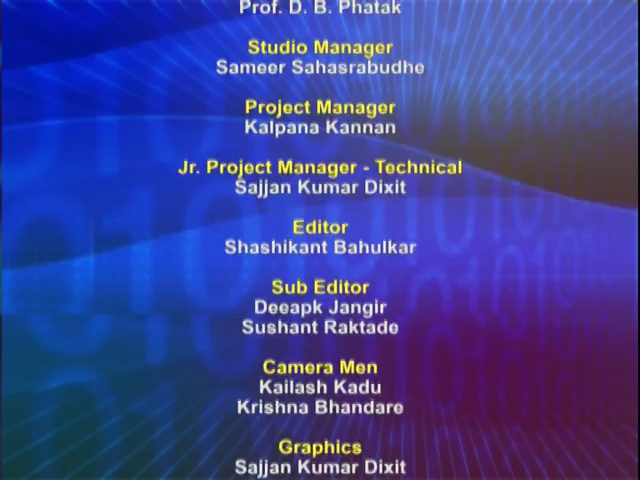 Prof. D. B. Phatak
Studio Manager
Sameer Sahasrabudhe
Project Manager
Kalpana Kannan
Jr. Project Manager - Technical
Sajjan Kumar Dixit
Editor
Shashikant Bahulkar
Sub Editor
Deeapk Jangir
Sushant Raktade
Camera Men
Kailash Kadu
Krishna Bhandare
Graphics
Sajjan Kumar Dixit